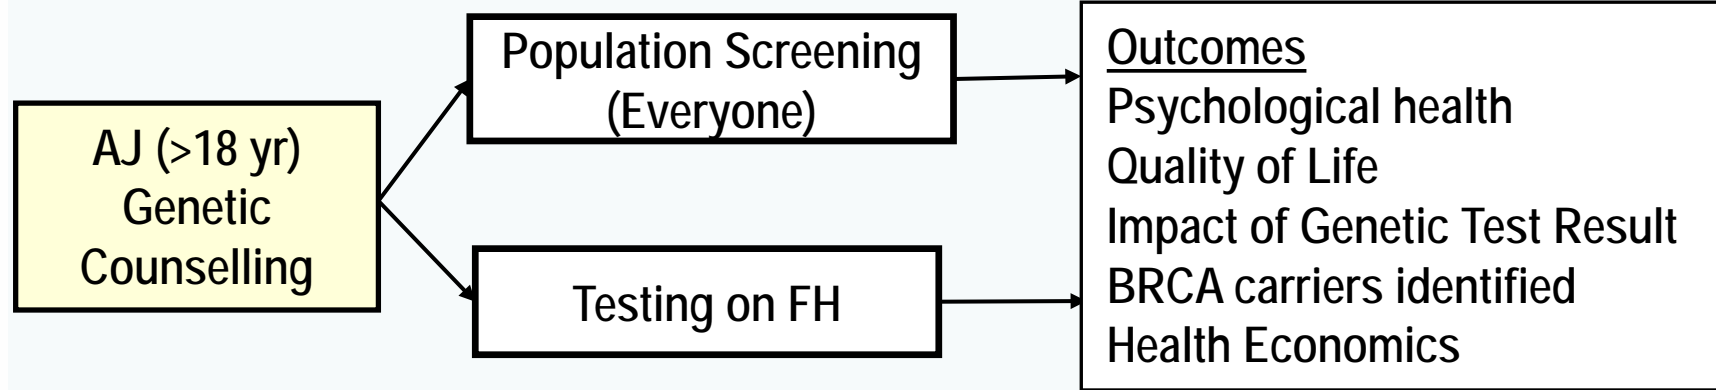 AJ (>18 yr)
Genetic
Counselling
Population Screening
(Everyone)
Testing on FH
Outcomes
Psychological health
Quality of Life
Impact of Genetic Test Result
BRCA carriers identified
Health Economics